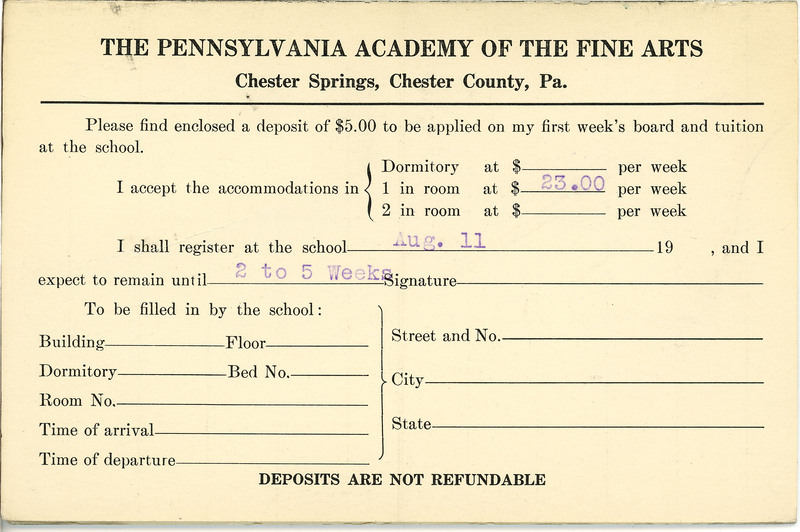 THE PENNSYLVANIA ACADEMY OF THE FINE ARTS
Chester Springs, Chester County, Pa.
Please find enclosed a deposit of $5.00 to be applied on my first week's board and tuition
at the school.
I accept the accommodations in
Dormitory at $ per week
1 in room at $ 23.00 per week
2 in room at $ per week
I shall register at the school Aug. 11 19 , and I
expect to remain until 2 to 5 Weeks Signature
To be filled in by the school:
Building Floor
Dormitory Bed No.
Room No.
Time of arrival
Time of departure
Street and No.
City
State
DEPOSITS ARE NOT REFUNDABLE